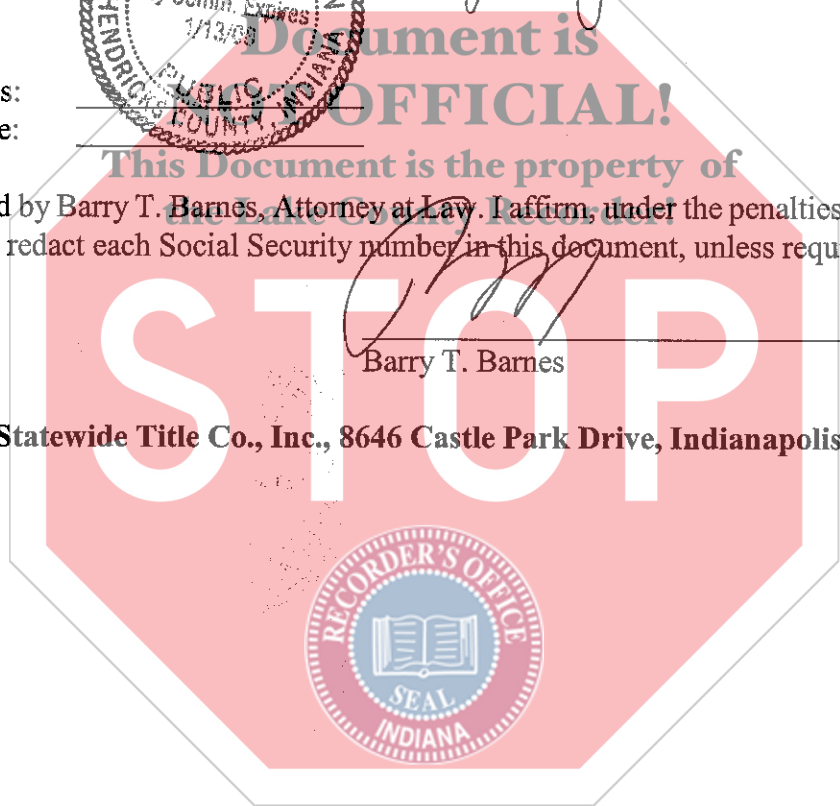 Comm. Expires
1/13/08
HENDRICKS COUNTY, INDIANA
PUBLIC
Document is
NOT OFFICIAL!
s:
e:
This Document is the property of
the Lake County Recorder!
d by Barry T. Barnes, Attorney at Law. I affirm, under the penalties
redact each Social Security number in this document, unless requ
Barry T. Barnes
STOP
Statewide Title Co., Inc., 8646 Castle Park Drive, Indianapolis
RECORDER'S OFFICE
SEAL
INDIANA